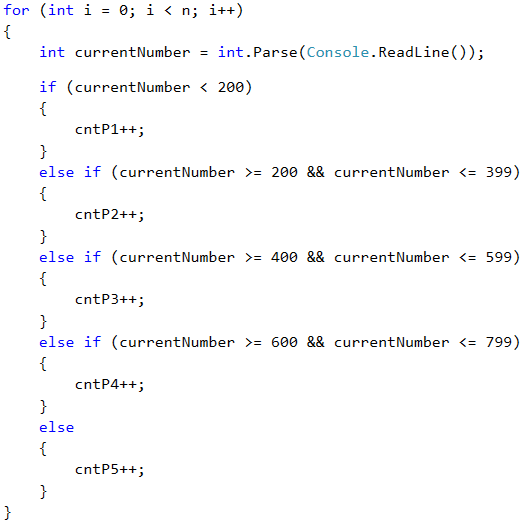 for (int i = 0; i < n; i++)
{
    int currentNumber = int.Parse(Console.ReadLine());
    if (currentNumber < 200)
    {
        cntP1++;
    }
    else if (currentNumber >= 200 && currentNumber <= 399)
    {
        cntP2++;
    }
    else if (currentNumber >= 400 && currentNumber <= 599)
    {
        cntP3++;
    }
    else if (currentNumber >= 600 && currentNumber <= 799)
    {
        cntP4++;
    }
    else
    {
        cntP5++;
    }
}